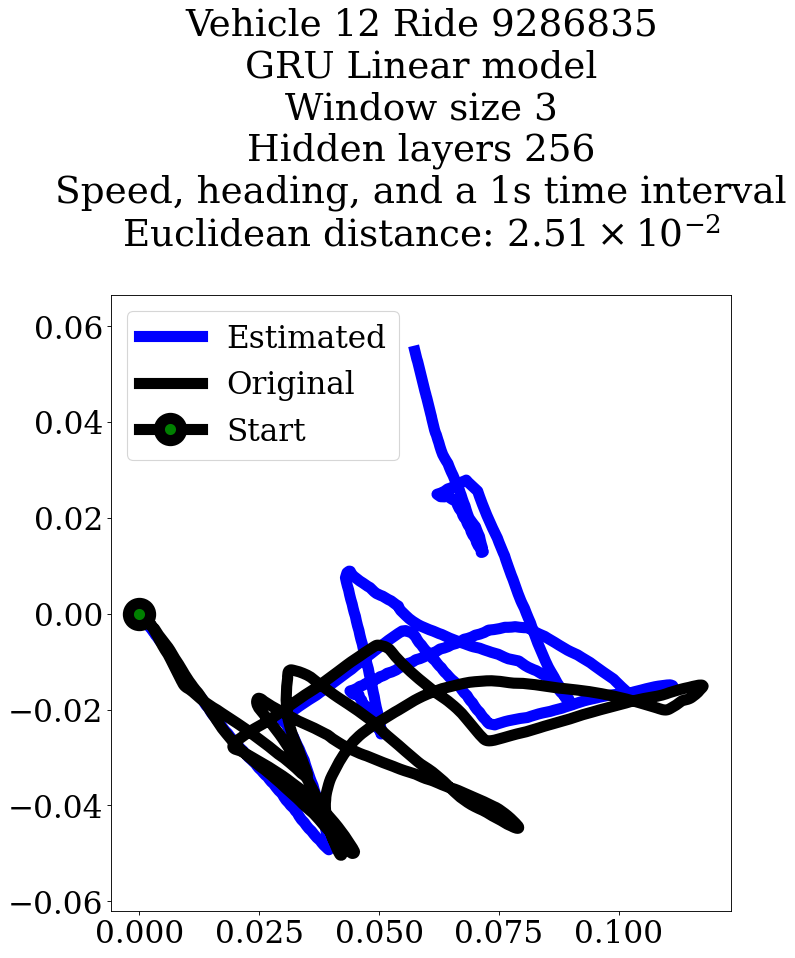 Vehicle 12 Ride 9286835
GRU Linear model
Window size 3
Hidden layers 256
Speed, heading, and a 1s time interval
Euclidean distance: 2.51 × 10⁻²
Estimated
Original
Start
0.06
0.04
0.02
0.00
−0.02
−0.04
−0.06
0.000 0.025 0.050 0.075 0.100